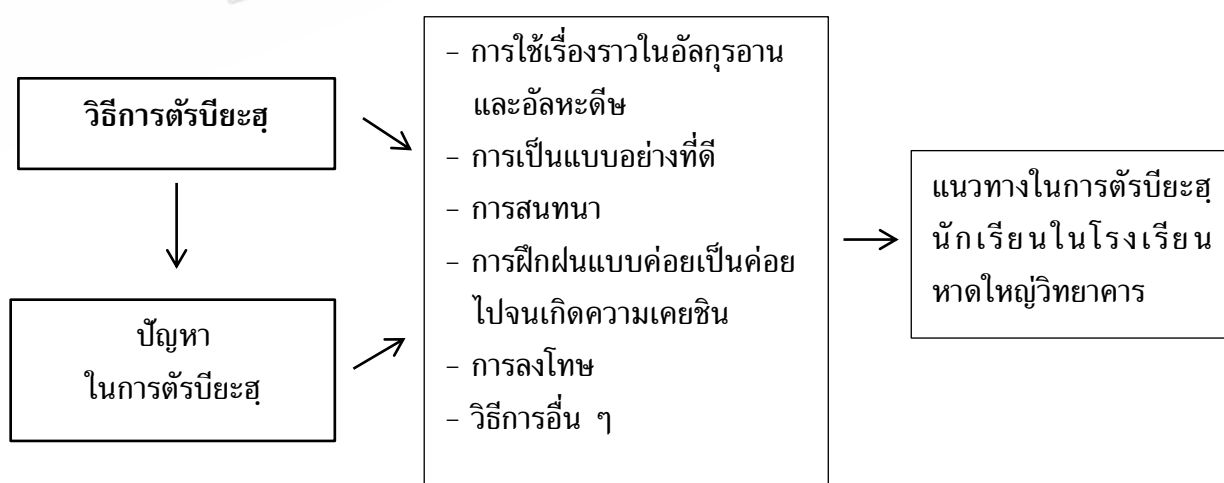 วิธีการตัรบียะฮฺ
ปัญหา
ในการตัรบียะฮฺ
- การใช้เรื่องราวในอัลกุรอาน
และอัลหะดีษ
- การเป็นแบบอย่างที่ดี
- การสนทนา
- การฝึกฝนแบบค่อยเป็นค่อย
ไปจนเกิดความเคยชิน
- การลงโทษ
- วิธีการอื่น ๆ
แนวทางในการตัรบียะฮฺ
นักเรียนในโรงเรียน
หาดใหญ่วิทยาคาร